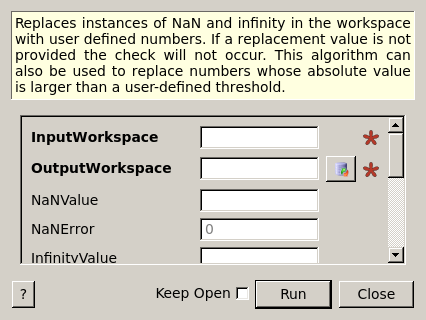 Replaces instances of NaN and infinity in the workspace
with user defined numbers. If a replacement value is not
provided the check will not occur. This algorithm can
also be used to replace numbers whose absolute value
is larger than a user-defined threshold.
InputWorkspace
OutputWorkspace
NaNValue
NaNError 0
InfinityValue
? Keep Open Run Close